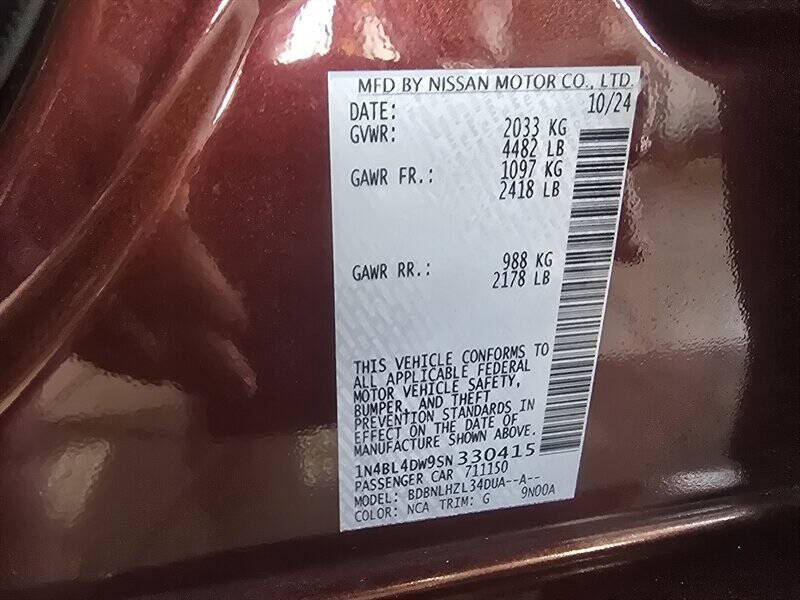 MFD BY NISSAN MOTOR CO., LTD.
DATE: 10/24
GVWR: 2033 KG
4482 LB
GAWR FR.: 1097 KG
2418 LB
GAWR RR.: 988 KG
2178 LB
THIS VEHICLE CONFORMS TO
ALL APPLICABLE FEDERAL
MOTOR VEHICLE SAFETY,
BUMPER, AND THEFT
PREVENTION STANDARDS IN
EFFECT ON THE DATE OF
MANUFACTURE SHOWN ABOVE.
1N4BL4DW9SN330415
PASSENGER CAR 711150
MODEL: BDBNLHZL34DUA--A--
COLOR: NCA TRIM: G 9N00A